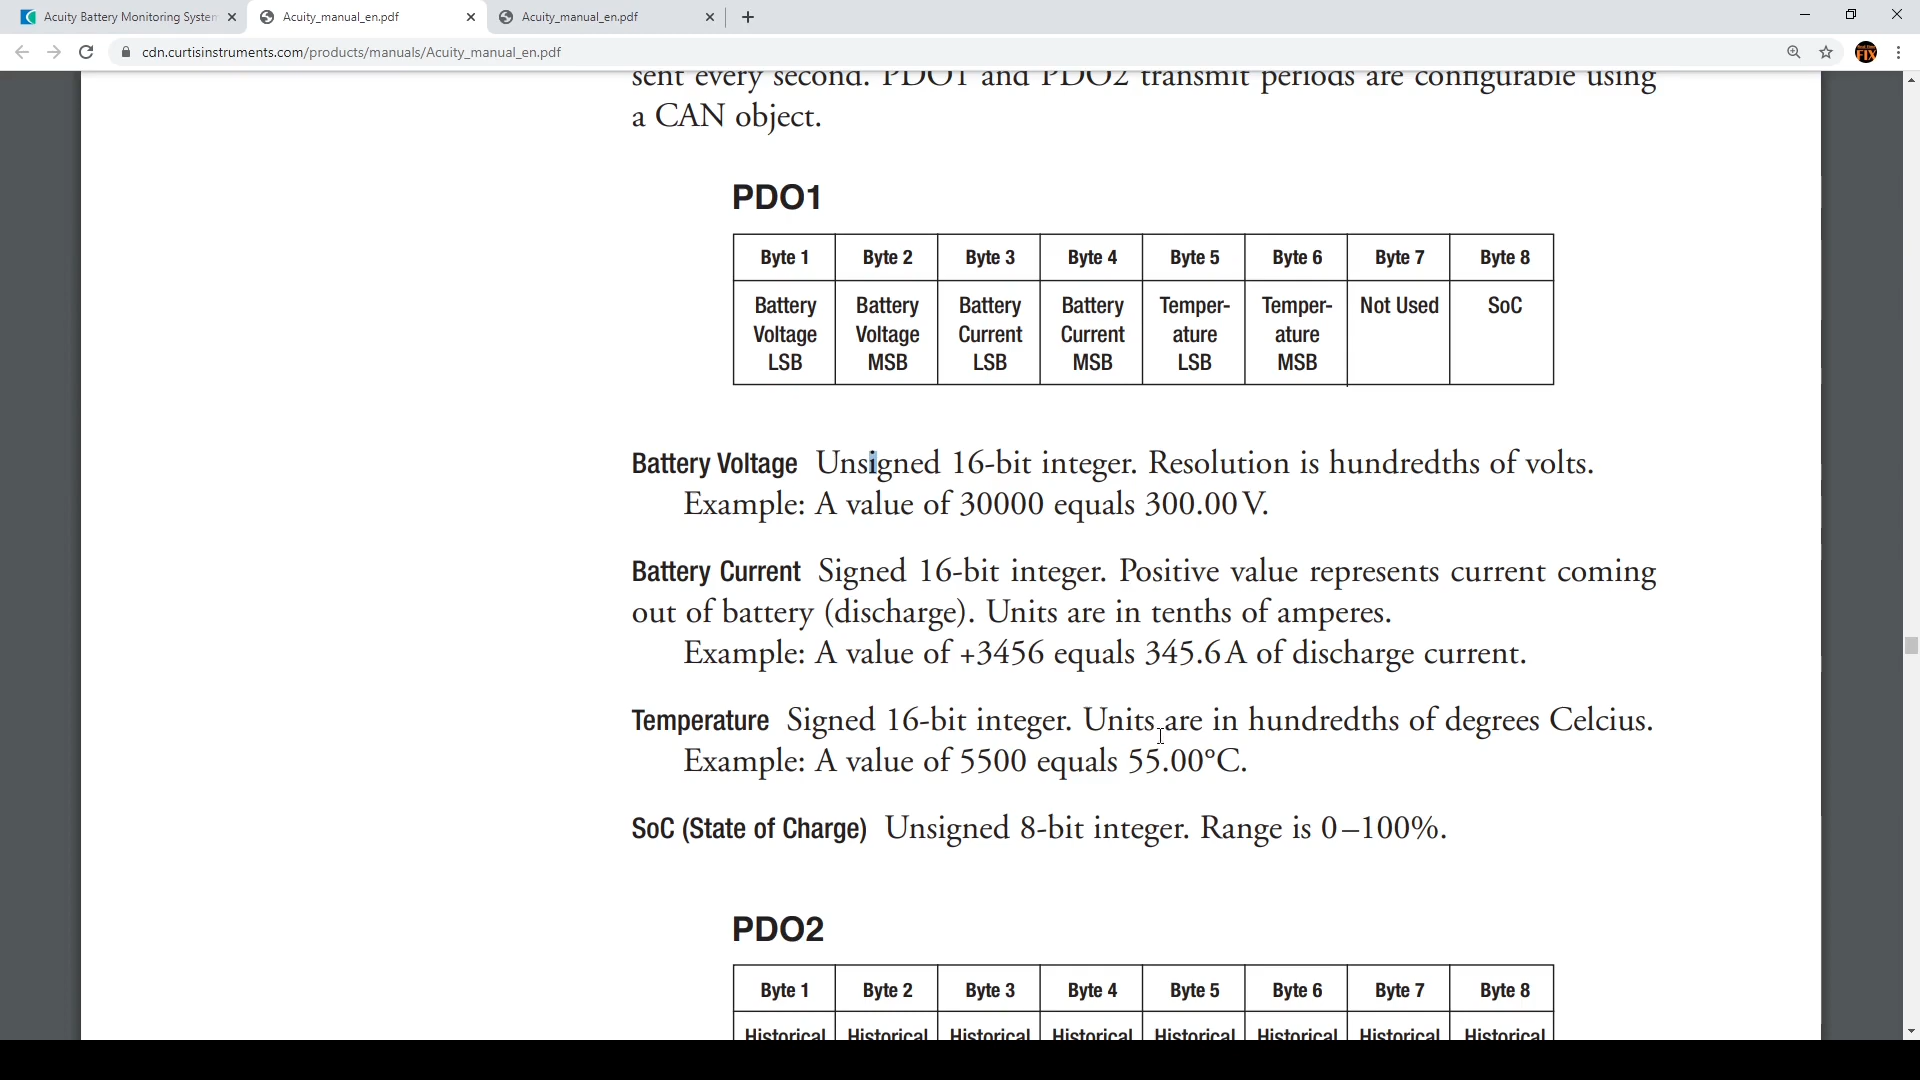 Acuity Battery Monitoring System
Acuity_manual_en.pdf
Acuity_manual_en.pdf
cdn.curtisinstruments.com/products/manuals/Acuity_manual_en.pdf
FIX
sent every second. PDO1 and PDO2 transmit periods are configurable using
a CAN object.
PDO1
Byte 1 Byte 2 Byte 3 Byte 4 Byte 5 Byte 6 Byte 7 Byte 8
Battery Battery Battery Battery Temper- Temper- Not Used SoC
Voltage Voltage Current Current ature ature
LSB MSB LSB MSB LSB MSB
Battery Voltage Unsigned 16-bit integer. Resolution is hundredths of volts.
Example: A value of 30000 equals 300.00 V.
Battery Current Signed 16-bit integer. Positive value represents current coming
out of battery (discharge). Units are in tenths of amperes.
Example: A value of +3456 equals 345.6 A of discharge current.
Temperature Signed 16-bit integer. Units are in hundredths of degrees Celcius.
Example: A value of 5500 equals 55.00°C.
SoC (State of Charge) Unsigned 8-bit integer. Range is 0–100%.
PDO2
Byte 1 Byte 2 Byte 3 Byte 4 Byte 5 Byte 6 Byte 7 Byte 8
Historical Historical Historical Historical Historical Historical Historical Historical